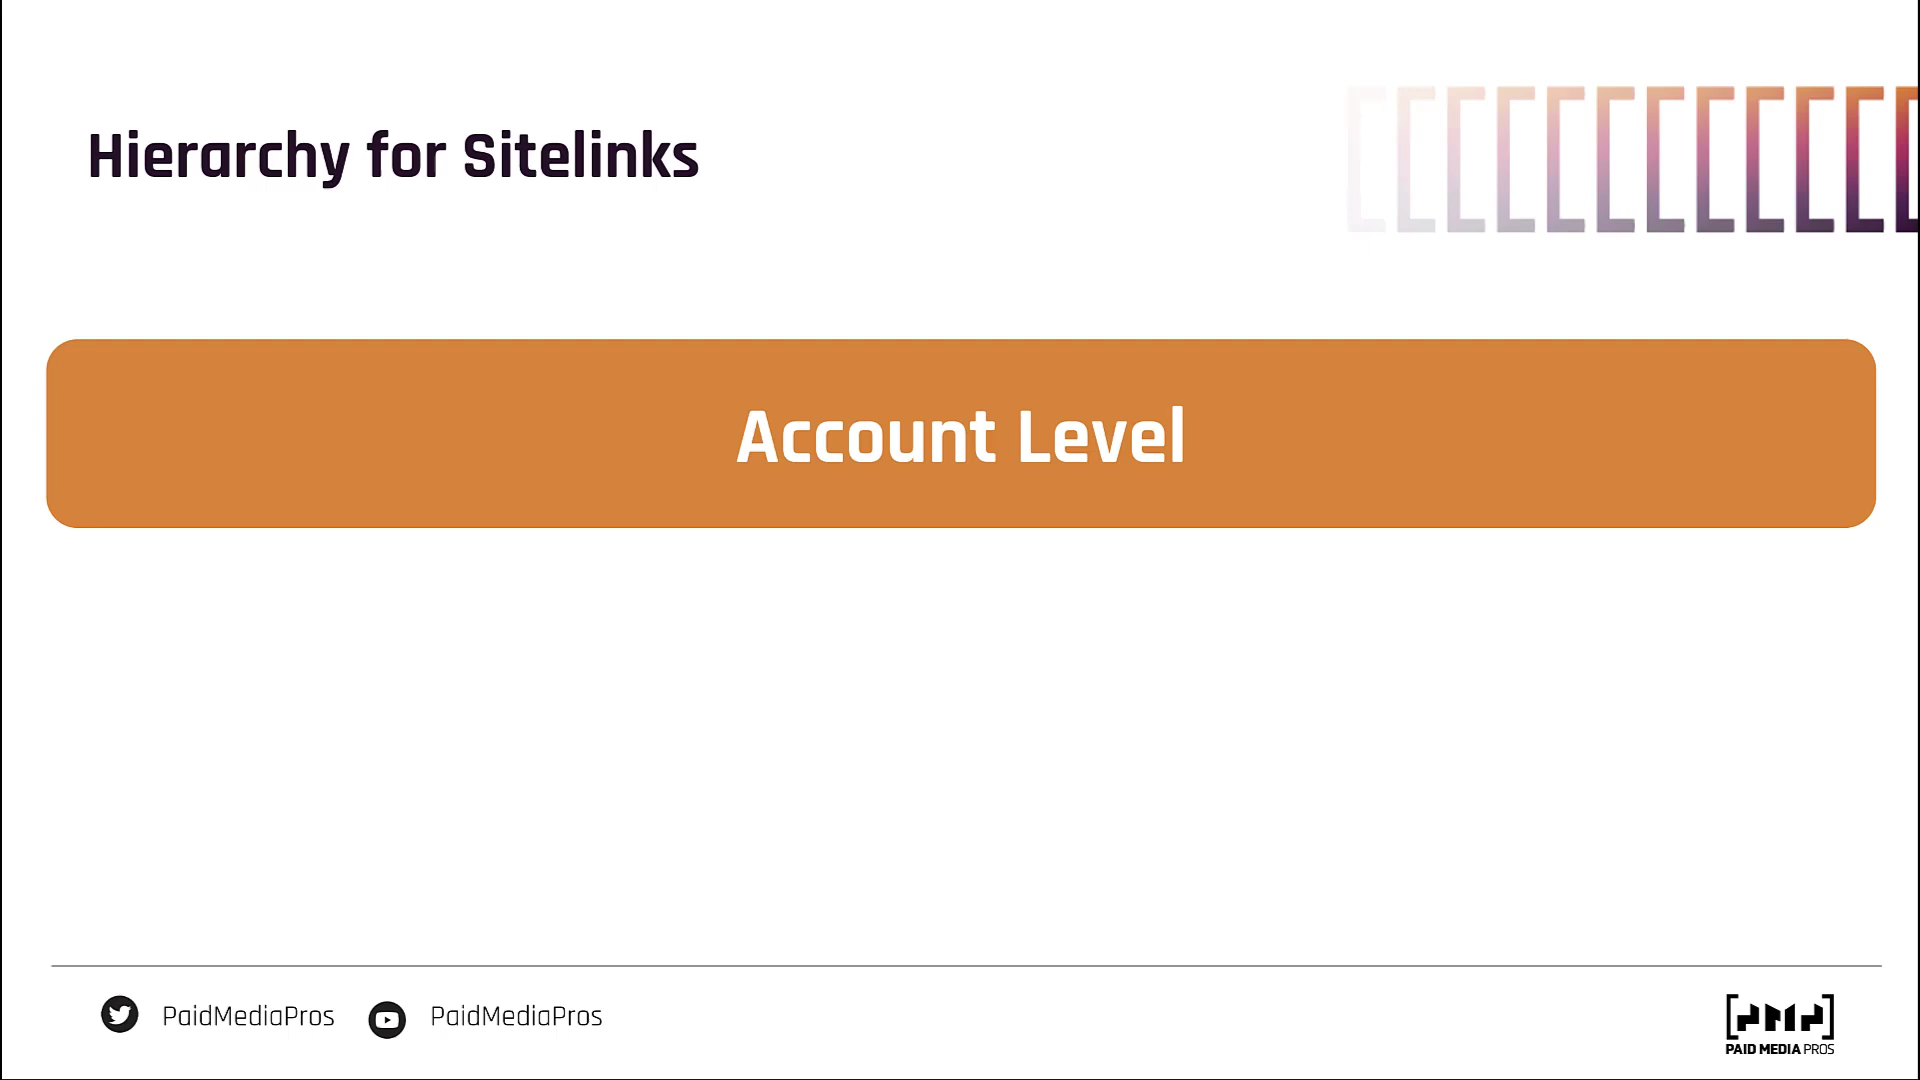 Hierarchy for Sitelinks
Account Level
PaidMediaPros
PaidMediaPros
PAID MEDIA PROS